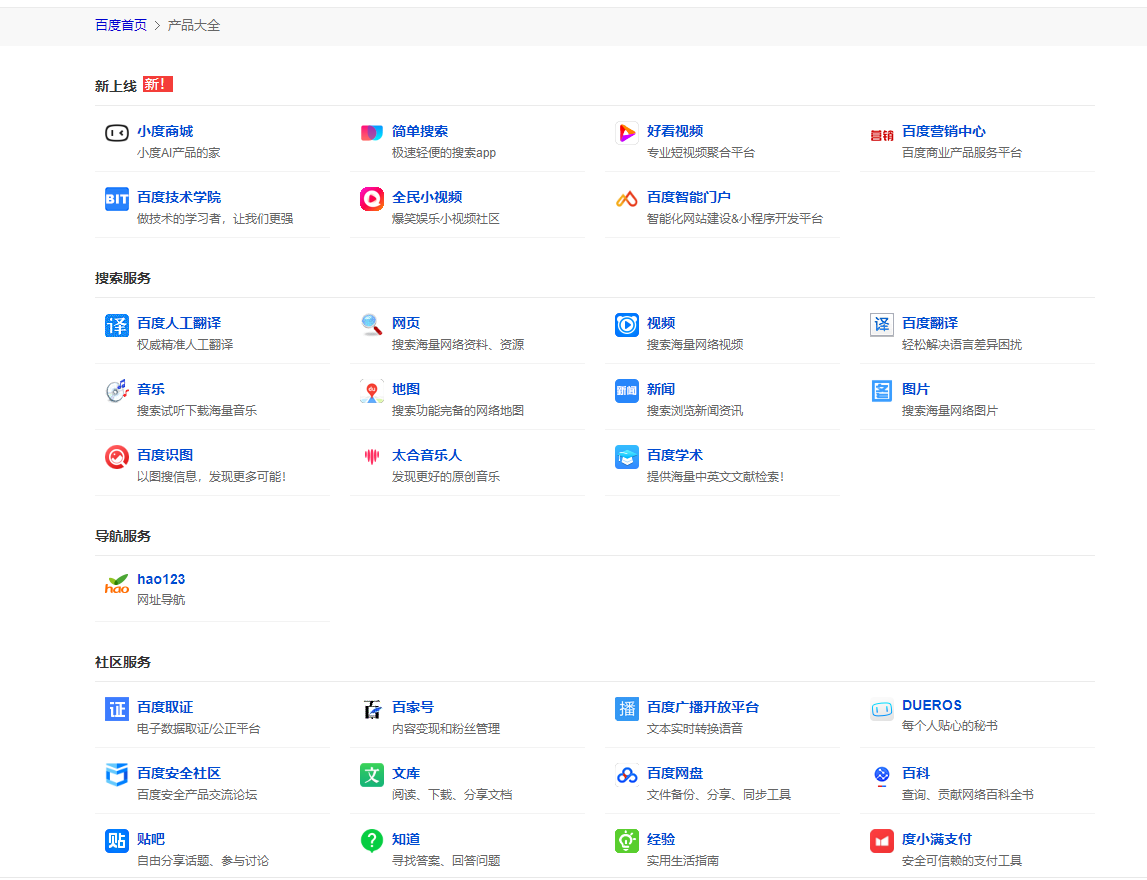 百度首页 > 产品大全
新上线 新!
小度商城
小度AI产品的家
简单搜索
极速轻便的搜索app
好看视频
专业短视频聚合平台
营销
百度营销中心
百度商业产品服务平台
BIT
百度技术学院
做技术的学习者，让我们更强
全民小视频
爆笑娱乐小视频社区
百度智能门户
智能化网站建设&小程序开发平台
搜索服务
译
百度人工翻译
权威精准人工翻译
网页
搜索海量网络资料、资源
视频
搜索海量网络视频
译
百度翻译
轻松解决语言差异困扰
音乐
搜索试听下载海量音乐
du
地图
搜索功能完备的网络地图
新闻
新闻
搜索浏览新闻资讯
图片
搜索海量网络图片
百度识图
以图搜信息，发现更多可能！
太合音乐人
发现更好的原创音乐
百度学术
提供海量中英文文献检索！
导航服务
hao
hao123
网址导航
社区服务
证
百度取证
电子数据取证/公正平台
百家号
内容变现和粉丝管理
播
百度广播开放平台
文本实时转换语音
DUEROS
每个人贴心的秘书
百度安全社区
百度安全产品交流论坛
文
文库
阅读、下载、分享文档
百度网盘
文件备份、分享、同步工具
百科
查询、贡献网络百科全书
贴
贴吧
自由分享话题、参与讨论
?
知道
寻找答案、回答问题
经验
实用生活指南
度小满支付
安全可信赖的支付工具